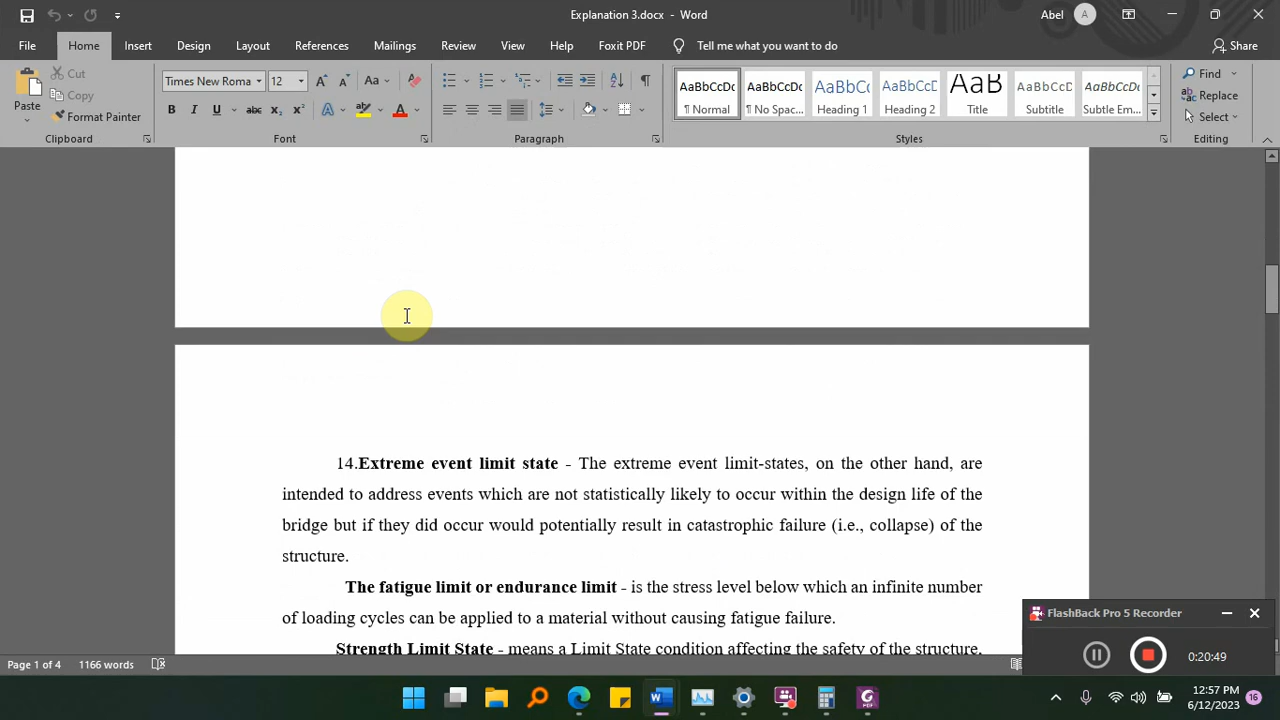 Explanation 3.docx - Word
Abel
A
File Home Insert Design Layout References Mailings Review View Help Foxit PDF Tell me what you want to do Share
Paste
Cut
Copy
Format Painter
Clipboard
Times New Roma 12
Aa
B I U abc x₂ x² A A
Font
Paragraph
AaBbCcDc AaBbCcDc AaBbCcD AaBbCcD AaB AaBbCcD AaBbCcD
¶ Normal ¶ No Spac... Heading 1 Heading 2 Title Subtitle Subtle Em...
Styles
Find
Replace
Select
Editing
14.Extreme event limit state - The extreme event limit-states, on the other hand, are
intended to address events which are not statistically likely to occur within the design life of the
bridge but if they did occur would potentially result in catastrophic failure (i.e., collapse) of the
structure.
The fatigue limit or endurance limit - is the stress level below which an infinite number
of loading cycles can be applied to a material without causing fatigue failure.
Strength Limit State - means a Limit State condition affecting the safety of the structure,
FlashBack Pro 5 Recorder
0:20:49
Page 1 of 4 1166 words
12:57 PM
6/12/2023
16